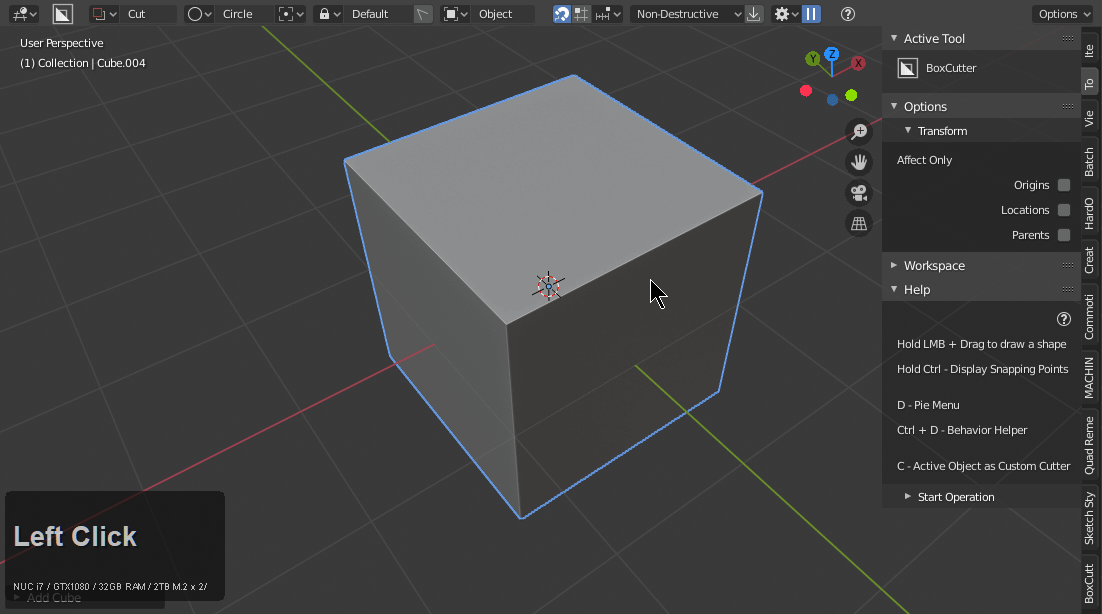 Cut
Circle
Default
Object
Non-Destructive
Options
User Perspective
(1) Collection | Cube.004
Y
Z
X
Active Tool
BoxCutter
Options
Transform
Affect Only
Origins
Locations
Parents
Workspace
Help
Hold LMB + Drag to draw a shape
Hold Ctrl - Display Snapping Points
D - Pie Menu
Ctrl + D - Behavior Helper
C - Active Object as Custom Cutter
Start Operation
Ite
To
Vie
Batch
HardO
Creat
Commoti
MACHIN
Quad Reme
Sketch Sty
BoxCutt
Left Click
NUC i7 / GTX1080 / 32GB RAM / 2TB M.2 x 2/
Add Cube